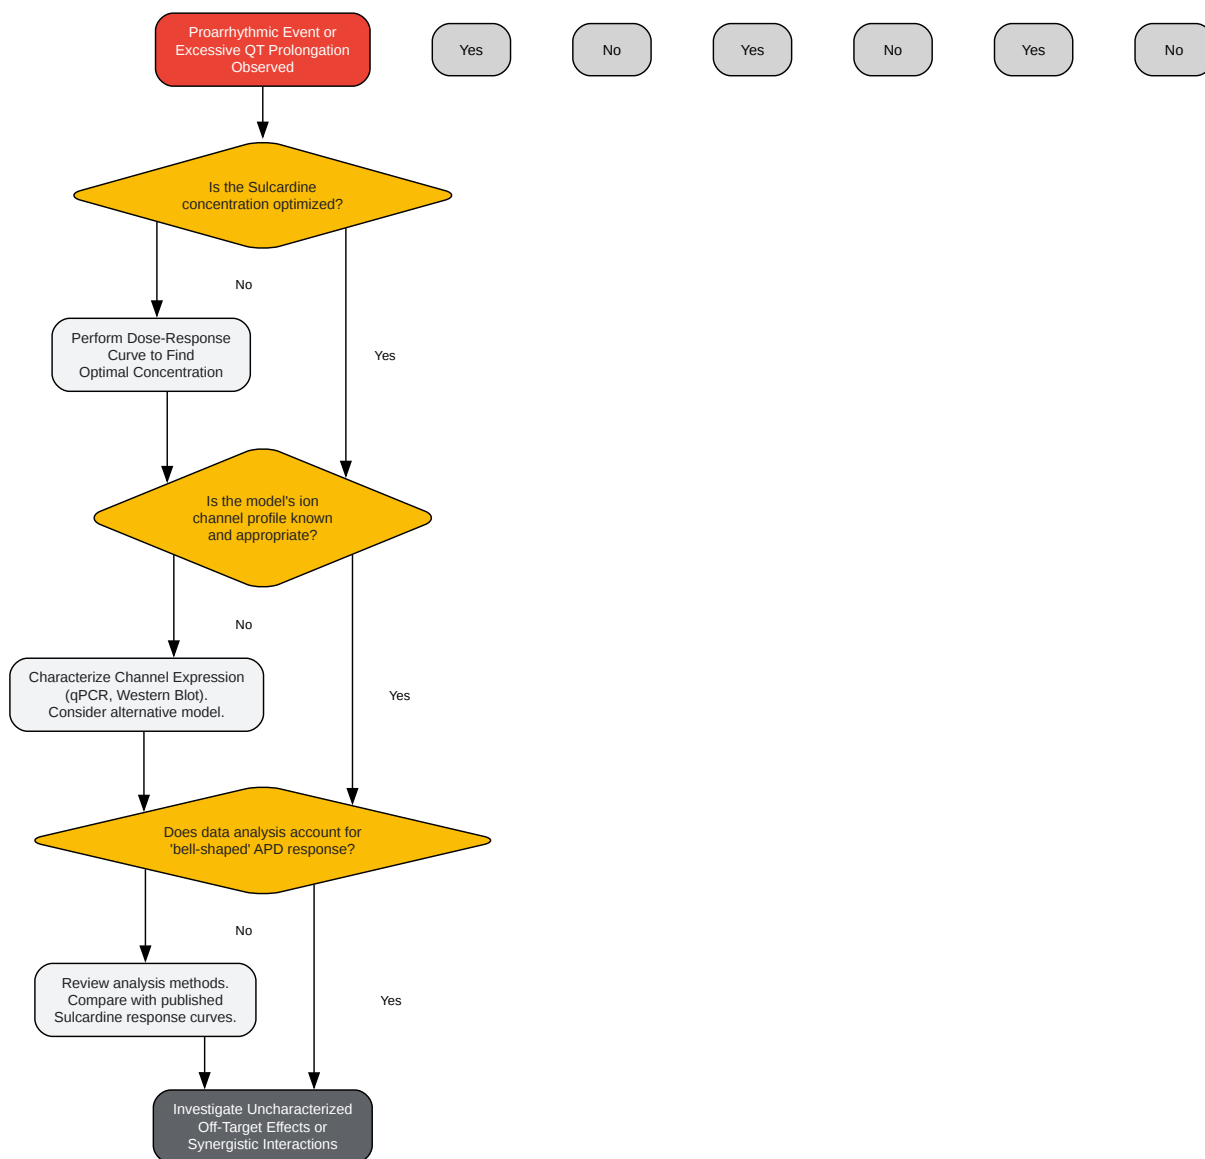 Proarrhythmic Event or
Excessive QT Prolongation
Observed
Yes
No
Yes
No
Yes
No
Is the Sulcardine
concentration optimized?
No
Perform Dose-Response
Curve to Find
Optimal Concentration
Yes
Is the model's ion
channel profile known
and appropriate?
No
Characterize Channel Expression
(qPCR, Western Blot).
Consider alternative model.
Yes
Does data analysis account for
'bell-shaped' APD response?
No
Review analysis methods.
Compare with published
Sulcardine response curves.
Yes
Investigate Uncharacterized
Off-Target Effects or
Synergistic Interactions